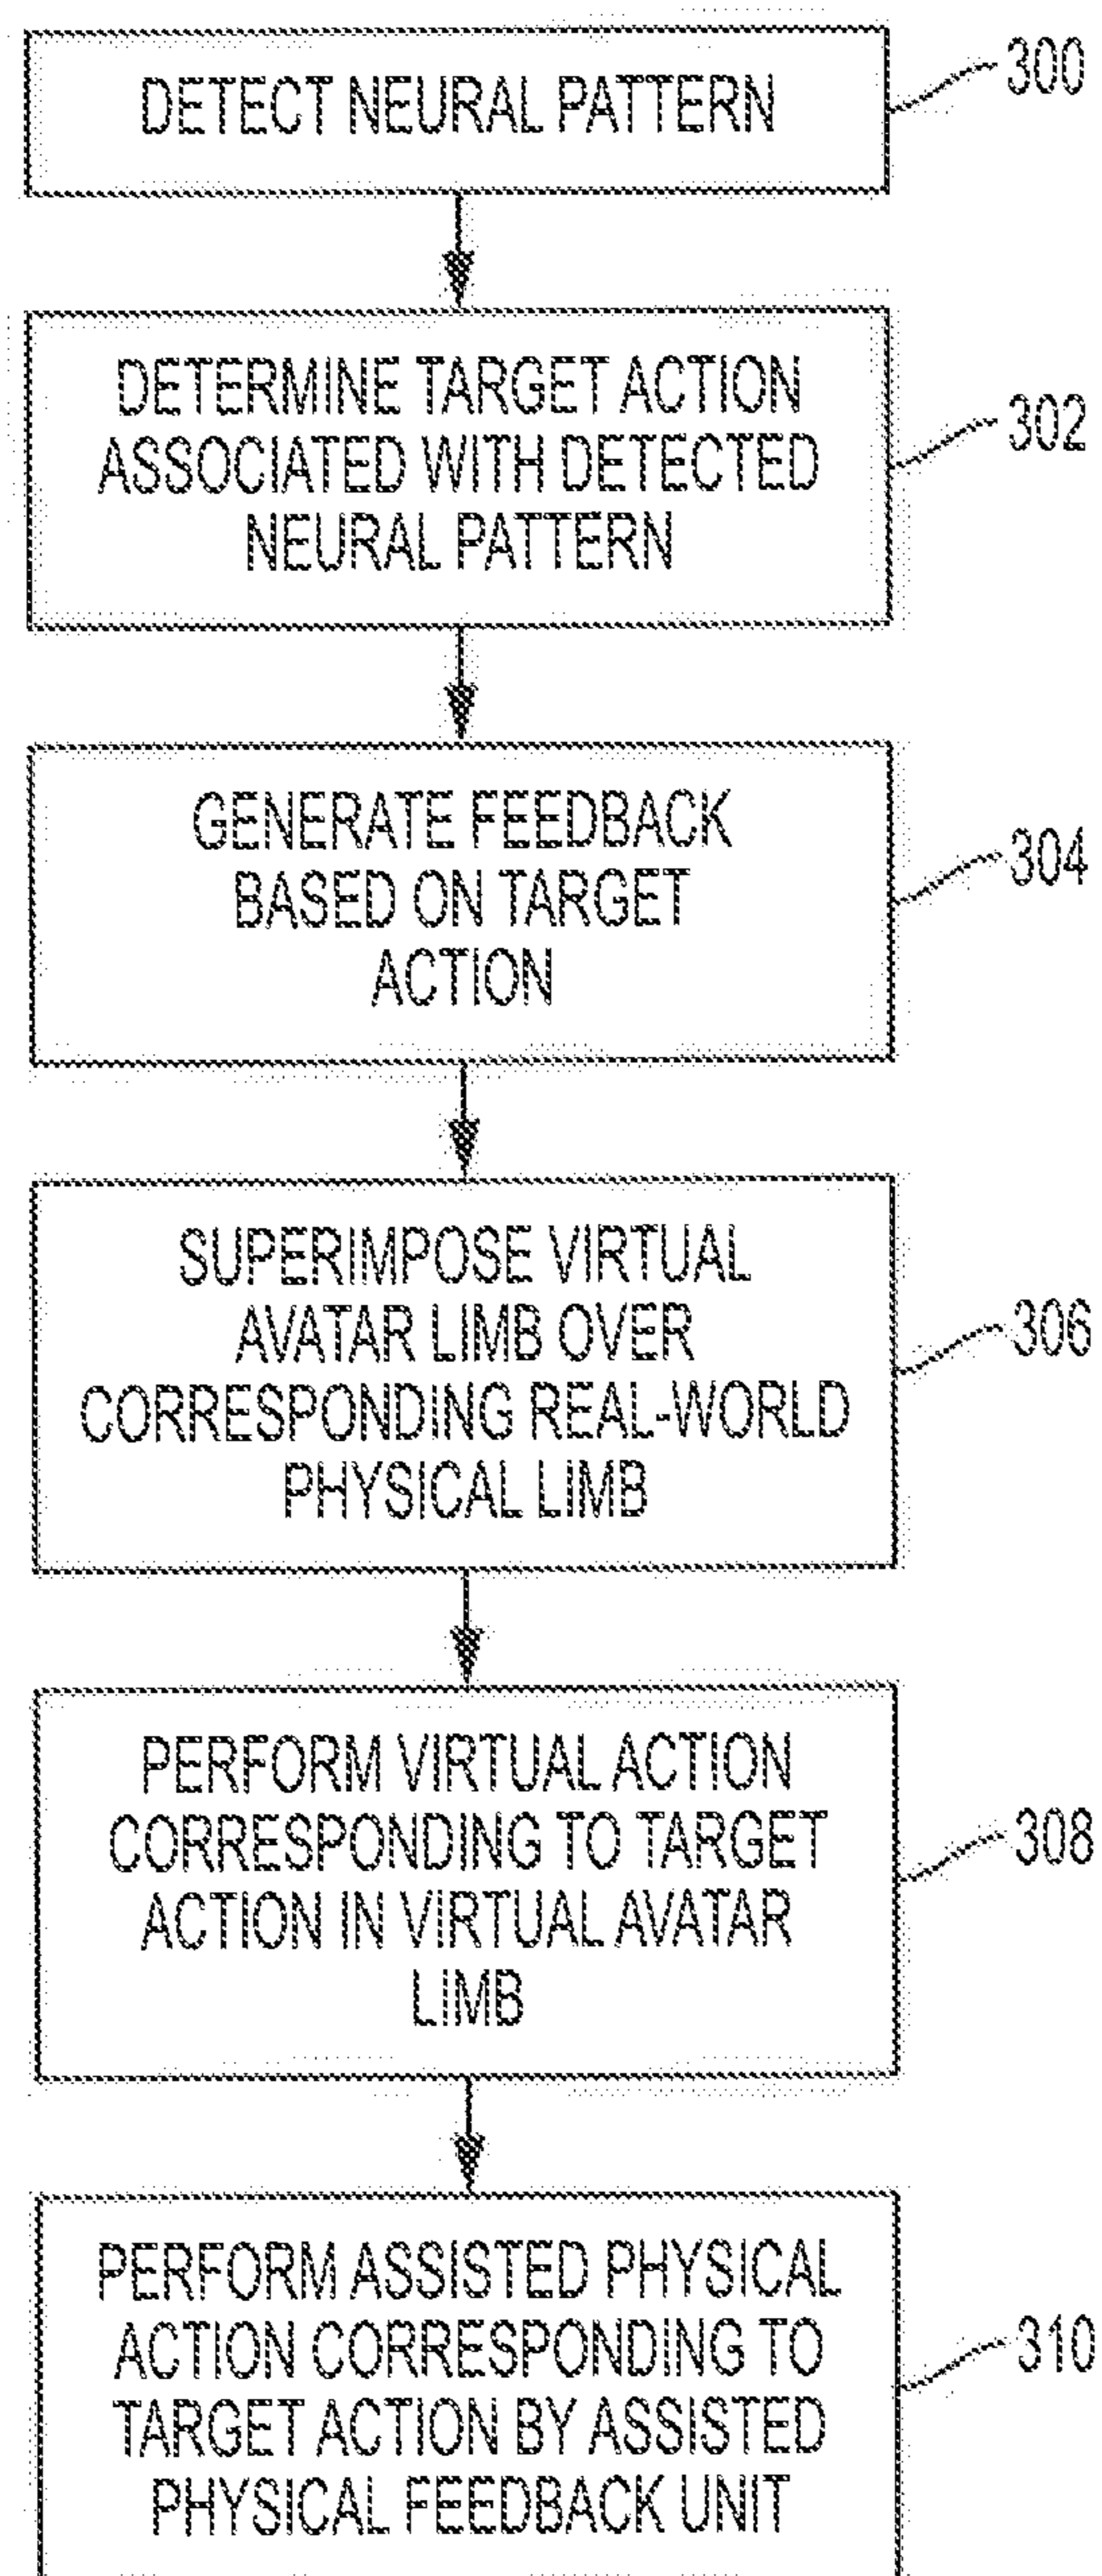 DETECT NEURAL PATTERN
300
DETERMINE TARGET ACTION
ASSOCIATED WITH DETECTED
NEURAL PATTERN
302
GENERATE FEEDBACK
BASED ON TARGET
ACTION
304
SUPERIMPOSE VIRTUAL
AVATAR LIMB OVER
CORRESPONDING REAL-WORLD
PHYSICAL LIMB
306
PERFORM VIRTUAL ACTION
CORRESPONDING TO TARGET
ACTION IN VIRTUAL AVATAR
LIMB
308
PERFORM ASSISTED PHYSICAL
ACTION CORRESPONDING TO
TARGET ACTION BY ASSISTED
PHYSICAL FEEDBACK UNIT
310